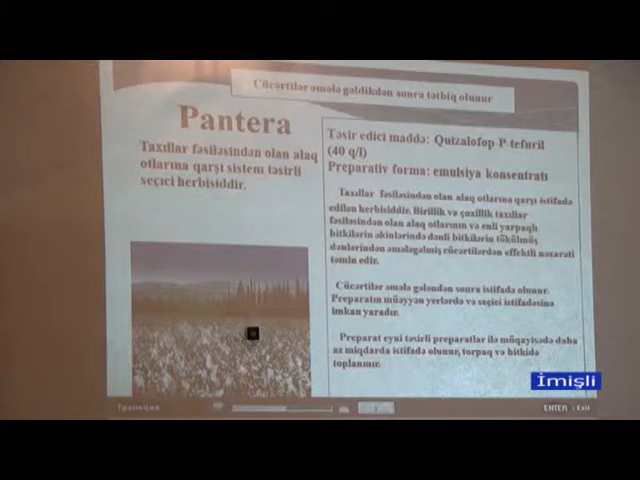 Cücərtilər əmələ gəldikdən sonra tətbiq olunur
Pantera
Taxıllar fəsiləsindən olan alaq
otlarına qarşı sistem təsirli
seçici herbisiddir.
Təsir edici maddə: Quizalofop-P-tefuril
(40 q/l)
Preparativ forma: emulsiya konsentratı
Taxıllar fəsiləsindən olan alaq otlarına qarşı istifadə
edilən herbisiddir. Birillik və çoxillik taxıllar
fəsiləsindən olan alaq otlarının və enli yarpaqlı
bitkilərin əkinlərində dənli bitkilərin tökülmüş
dənlərindən əmələgəlmiş cücərtilərdən effektli nəzarəti
təmin edir.
Cücərtilər əmələ gələndən sonra istifadə olunur.
Preparatın müəyyən yerlərdə və seçici istifadəsinə
imkan yaradır.
Preparat eyni təsirli preparatlar ilə müqayisədə daha
az miqdarda istifadə olunur, torpaq və bitkidə
toplanmır.
İmişli
ENTER : Exit